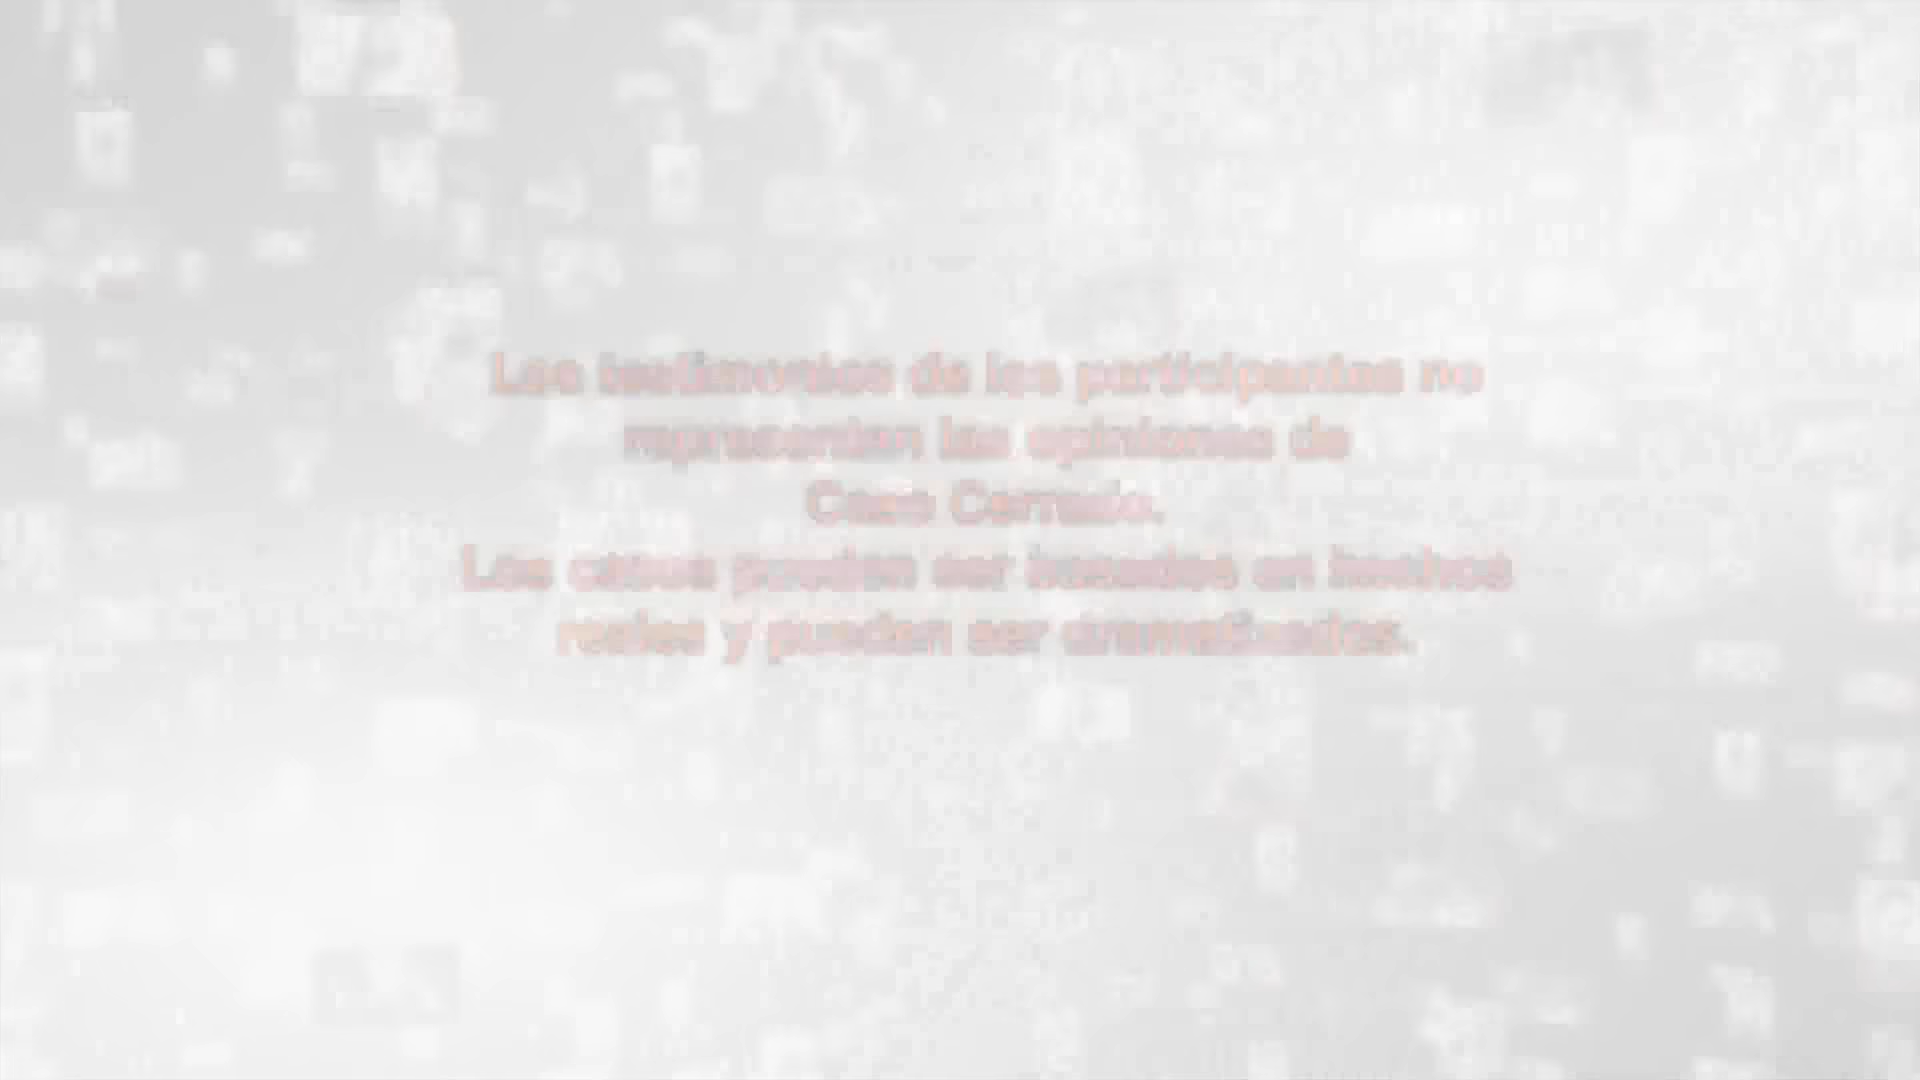 Los testimonios de los participantes no
representan las opiniones de
Caso Cerrado.
Los casos pueden ser basados en hechos
reales y pueden ser dramatizados.